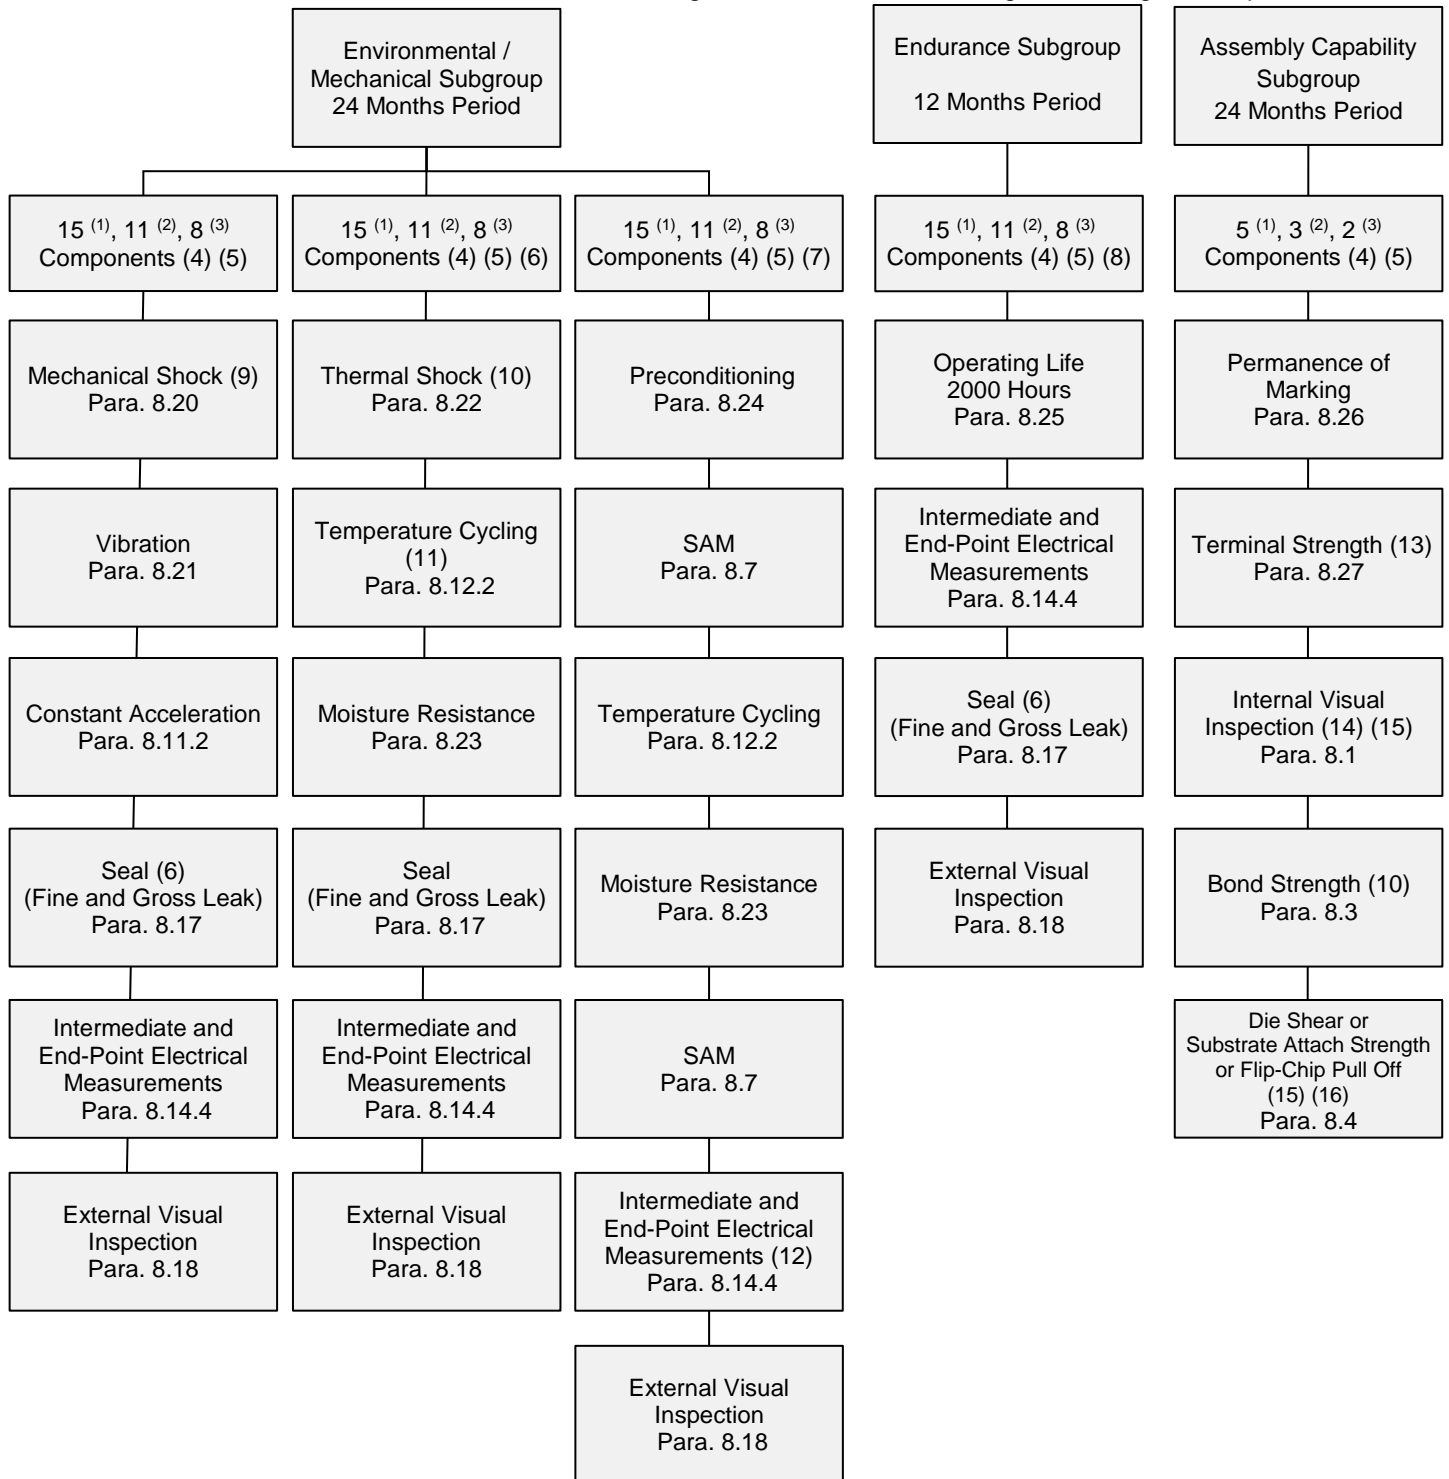 Environmental /
Mechanical Subgroup
24 Months Period
Endurance Subgroup
12 Months Period
Assembly Capability
Subgroup
24 Months Period
15 (1), 11 (2), 8 (3)
Components (4) (5)
Mechanical Shock (9)
Para. 8.20
Vibration
Para. 8.21
Constant Acceleration
Para. 8.11.2
Seal (6)
(Fine and Gross Leak)
Para. 8.17
Intermediate and
End-Point Electrical
Measurements
Para. 8.14.4
External Visual
Inspection
Para. 8.18
15 (1), 11 (2), 8 (3)
Components (4) (5) (6)
Thermal Shock (10)
Para. 8.22
Temperature Cycling
(11)
Para. 8.12.2
Moisture Resistance
Para. 8.23
Seal
(Fine and Gross Leak)
Para. 8.17
Intermediate and
End-Point Electrical
Measurements
Para. 8.14.4
External Visual
Inspection
Para. 8.18
15 (1), 11 (2), 8 (3)
Components (4) (5) (7)
Preconditioning
Para. 8.24
SAM
Para. 8.7
Temperature Cycling
Para. 8.12.2
Moisture Resistance
Para. 8.23
SAM
Para. 8.7
Intermediate and
End-Point Electrical
Measurements (12)
Para. 8.14.4
External Visual
Inspection
Para. 8.18
15 (1), 11 (2), 8 (3)
Components (4) (5) (8)
Operating Life
2000 Hours
Para. 8.25
Intermediate and
End-Point Electrical
Measurements
Para. 8.14.4
Seal (6)
(Fine and Gross Leak)
Para. 8.17
External Visual
Inspection
Para. 8.18
5 (1), 3 (2), 2 (3)
Components (4) (5)
Permanence of
Marking
Para. 8.26
Terminal Strength (13)
Para. 8.27
Internal Visual
Inspection (14) (15)
Para. 8.1
Bond Strength (10)
Para. 8.3
Die Shear or
Substrate Attach Strength
or Flip-Chip Pull Off
(15) (16)
Para. 8.4